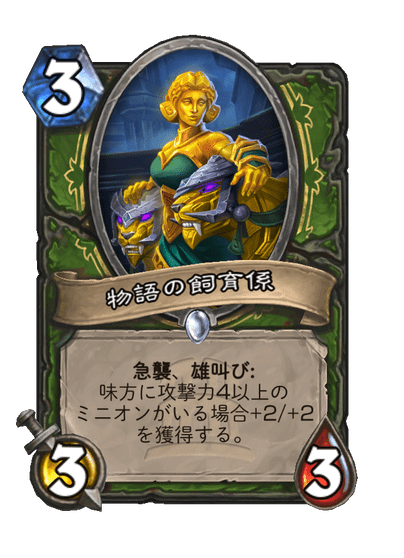 3
物語の飼育係
急襲、雄叫び:
味方に攻撃力4以上の
ミニオンがいる場合+2/+2
を獲得する。
3
3